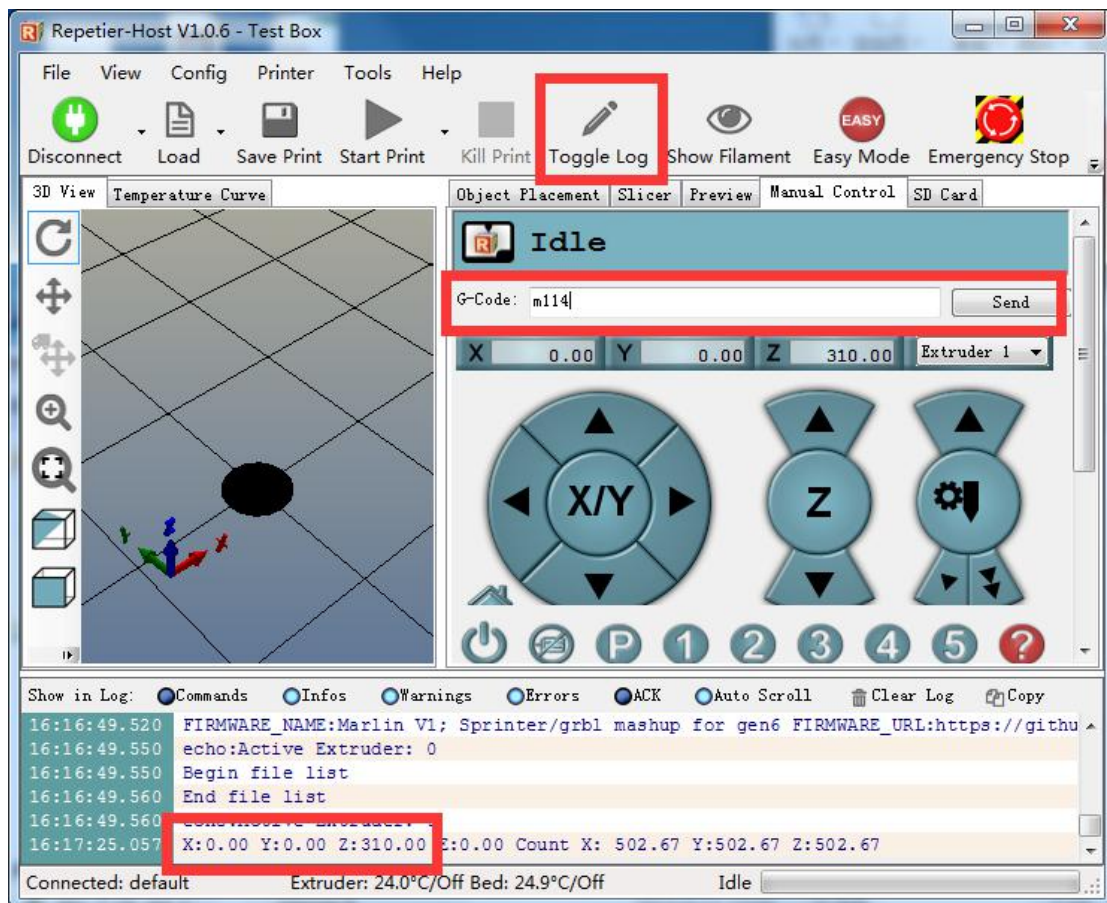 Repetier-Host V1.0.6 - Test Box
File View Config Printer Tools Help
Disconnect Load Save Print Start Print Kill Print Toggle Log Show Filament Easy Mode Emergency Stop
EASY
3D View Temperature Curve
Object Placement Slicer Preview Manual Control SD Card
Idle
G-Code: m114 Send
X 0.00 Y 0.00 Z 310.00 Extruder 1
X/Y Z
P 1 2 3 4 5 ?
Show in Log: Commands Infos Warnings Errors ACK Auto Scroll Clear Log Copy
16:16:49.520 FIRMWARE_NAME:Marlin V1; Sprinter/grbl mashup for gen6 FIRMWARE_URL:https://githu
16:16:49.550 echo:Active Extruder: 0
16:16:49.550 Begin file list
16:16:49.560 End file list
16:16:49.560
16:17:25.057 X:0.00 Y:0.00 Z:310.00 E:0.00 Count X: 502.67 Y:502.67 Z:502.67
Connected: default Extruder: 24.0°C/Off Bed: 24.9°C/Off Idle